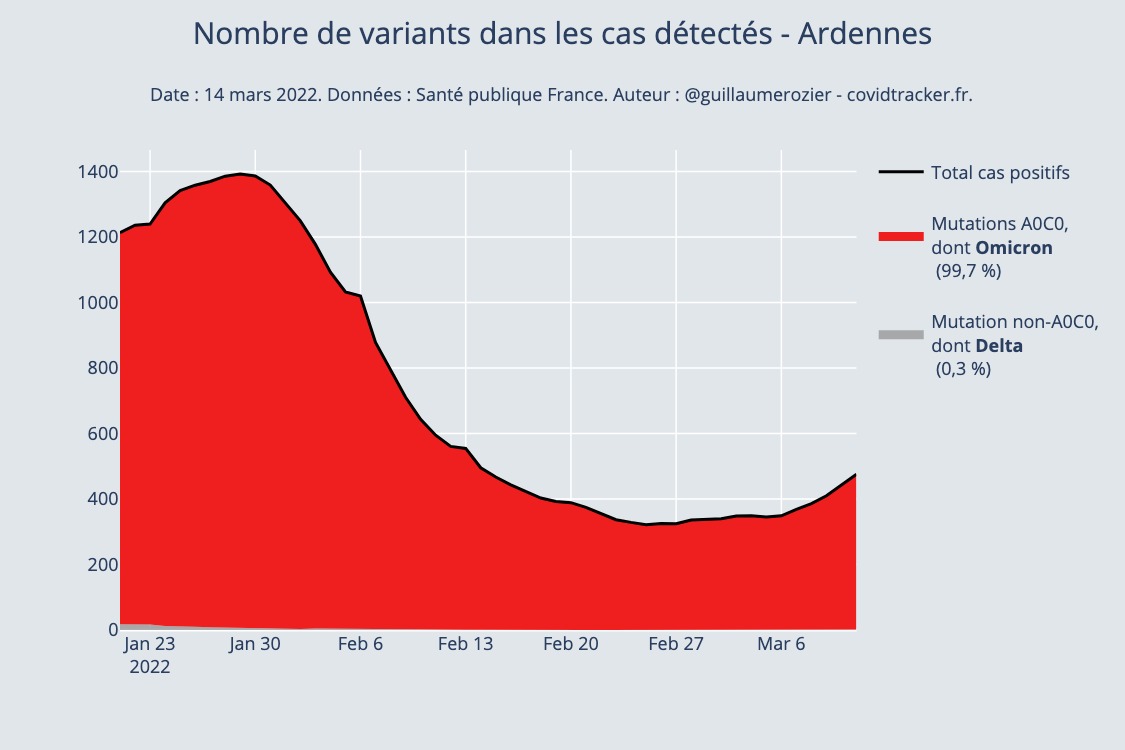 Nombre de variants dans les cas détectés - Ardennes
Date : 14 mars 2022. Données : Santé publique France. Auteur : @guillaumerozier - covidtracker.fr.
1400
1200
1000
800
600
400
200
0
Jan 23
2022
Jan 30
Feb 6
Feb 13
Feb 20
Feb 27
Mar 6
Total cas positifs
Mutations A0C0,
dont Omicron
(99,7 %)
Mutation non-A0C0,
dont Delta
(0,3 %)